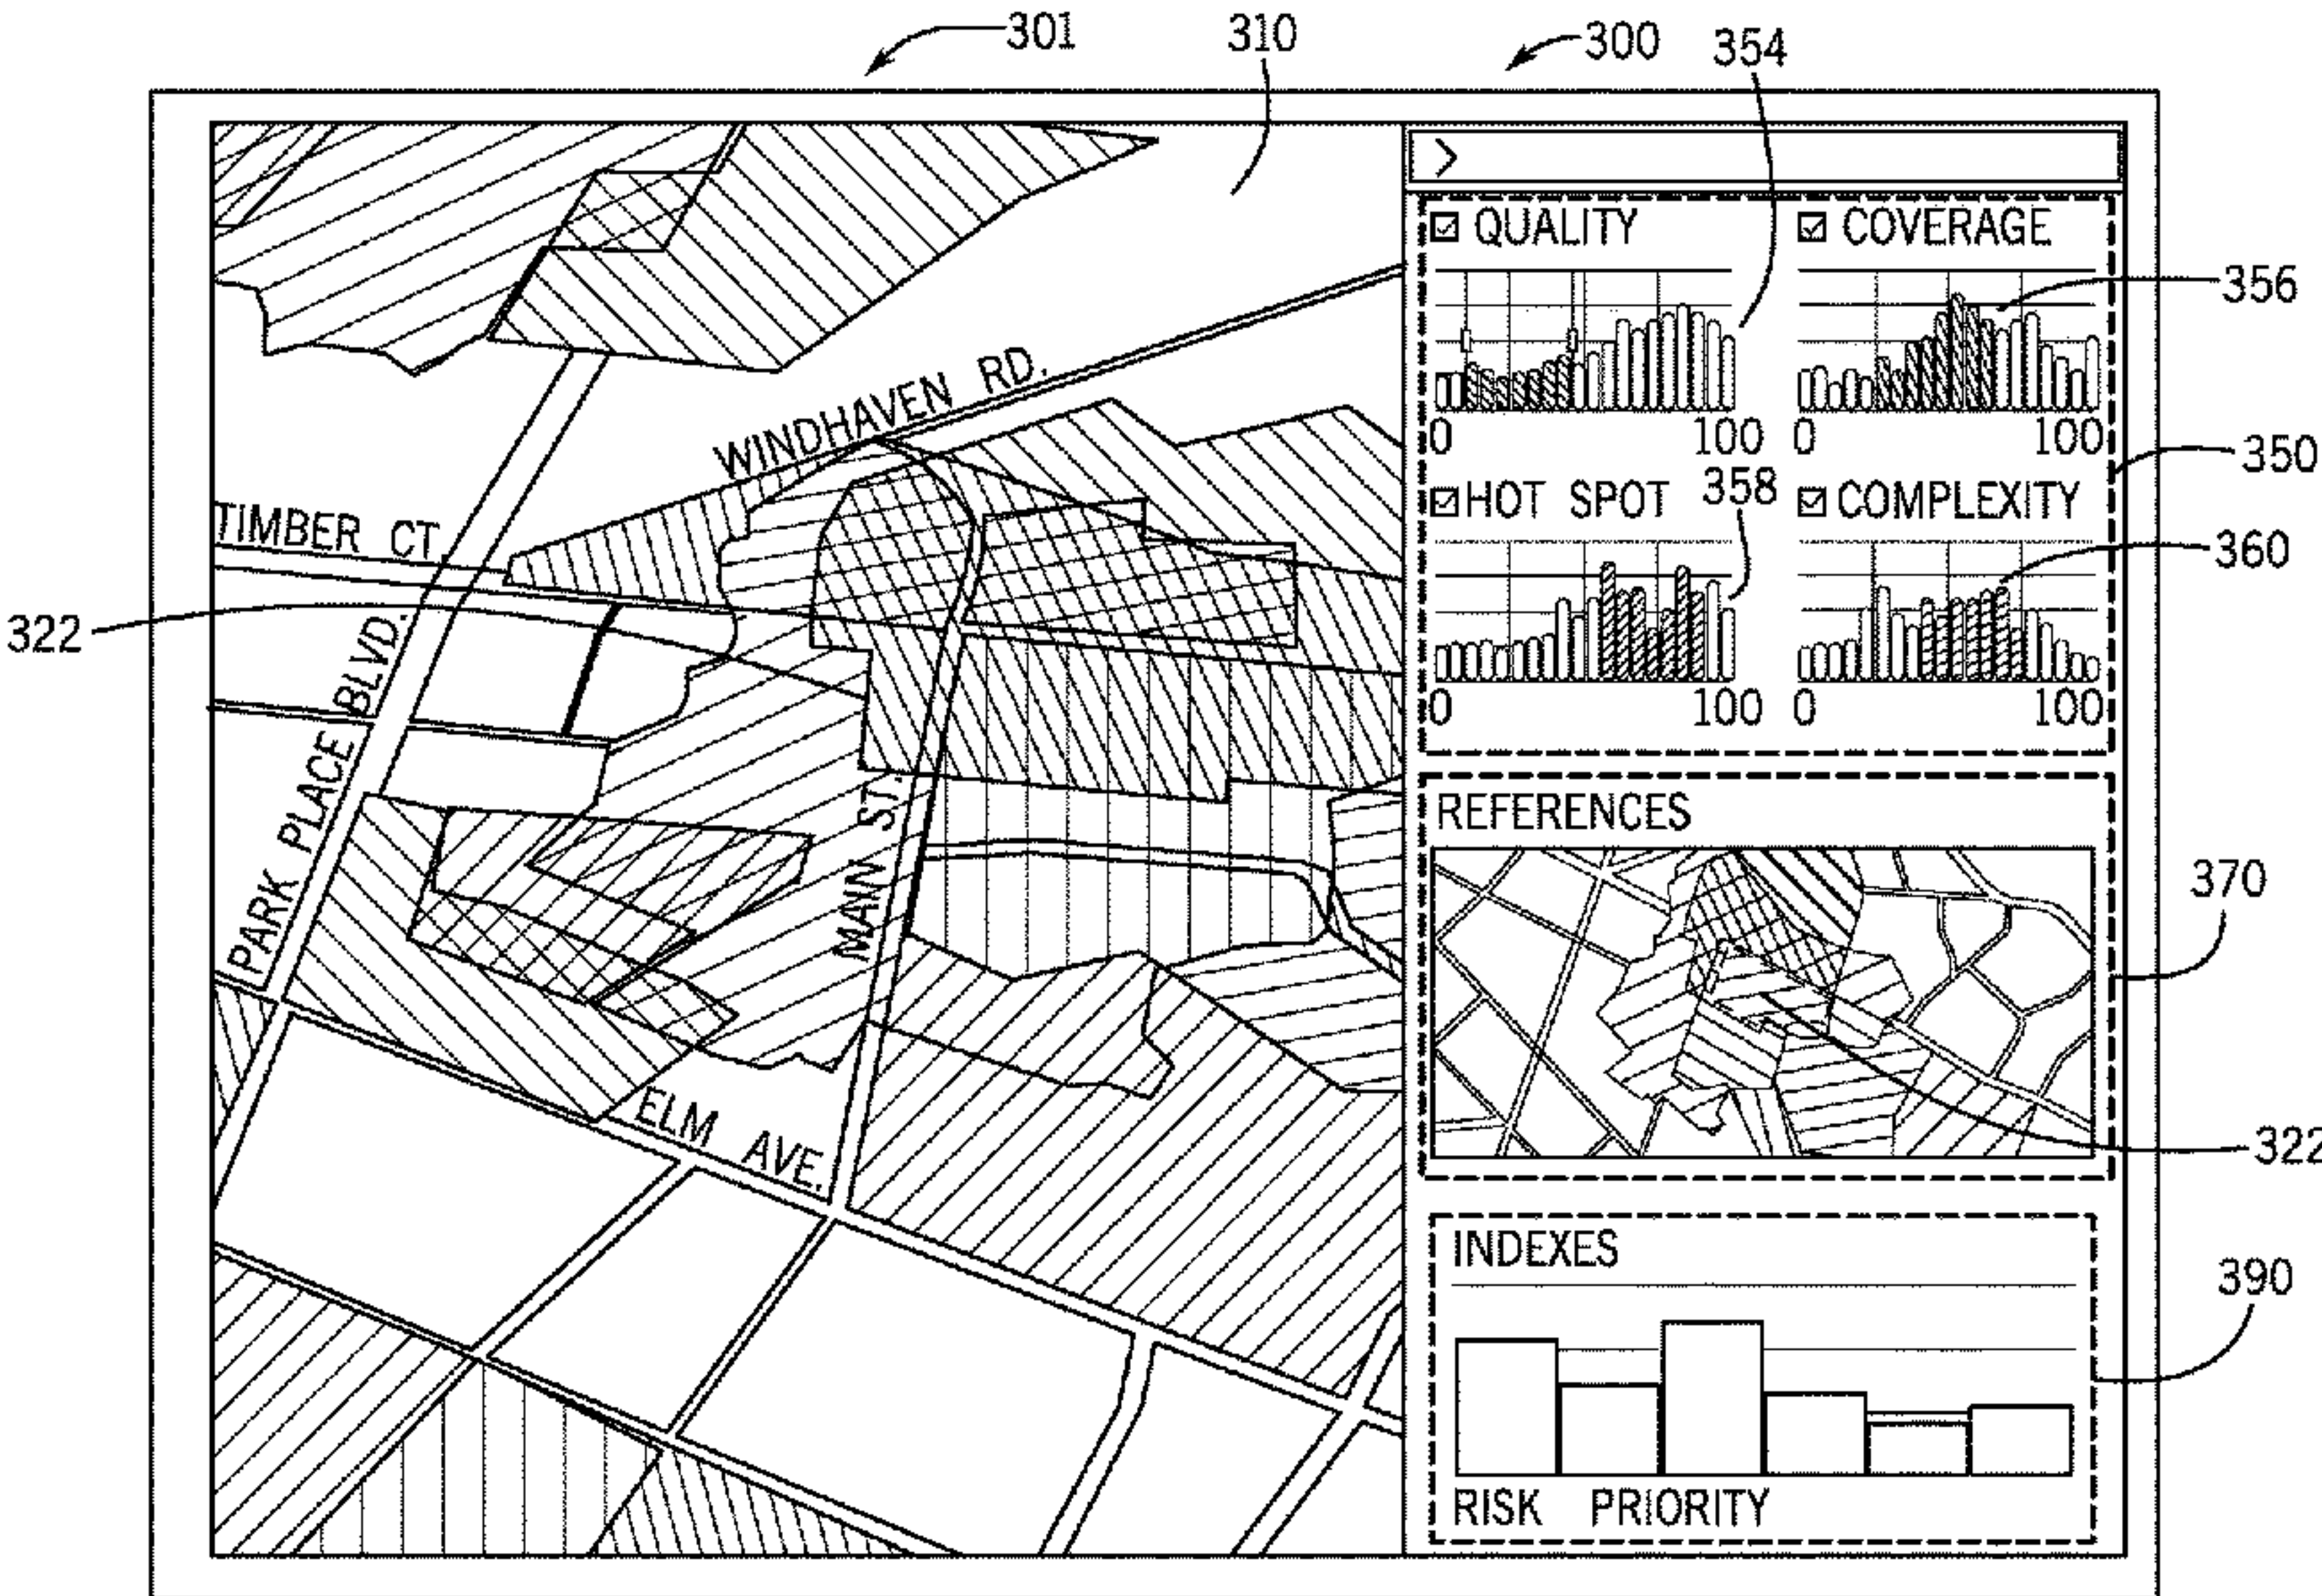 301
310
300
354
>
QUALITY
COVERAGE
356
0 100
0 100
350
HOT SPOT
358
COMPLEXITY
360
0 100
0 100
WINDHAVEN RD.
TIMBER CT.
322
PARK PLACE BLVD.
MAIN ST.
ELM AVE.
REFERENCES
370
322
INDEXES
390
RISK PRIORITY